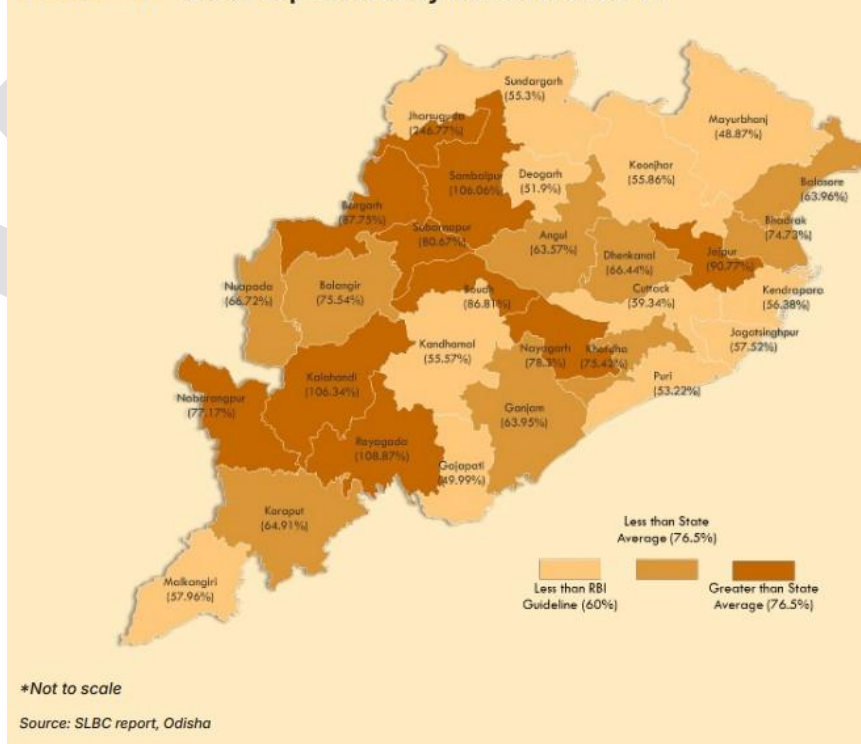 Sundargarh
(55.3%)
Jharsuguda
(246.77%)
Mayurbhanj
(48.87%)
Keonjhar
(55.86%)
Sambalpur
(106.06%)
Deogarh
(51.9%)
Balasore
(63.96%)
Bargarh
(87.75%)
Bhadrak
(74.73%)
Subarnapur
(80.67%)
Angul
(63.57%)
Dhenkanal
(66.44%)
Jajpur
(90.77%)
Nuapada
(66.72%)
Balangir
(75.54%)
Boudh
(86.81%)
Cuttack
(59.34%)
Kendrapara
(56.38%)
Jagatsinghpur
(57.52%)
Kandhamal
(55.57%)
Nayagarh
(78.3%)
Khordha
(75.42%)
Puri
(53.22%)
Kalahandi
(106.34%)
Nabarangpur
(77.17%)
Ganjam
(63.95%)
Rayagada
(108.87%)
Gajapati
(49.99%)
Koraput
(64.91%)
Malkangiri
(57.96%)
Less than State
Average (76.5%)
Less than RBI
Guideline (60%)
Greater than State
Average (76.5%)
*Not to scale
Source: SLBC report, Odisha